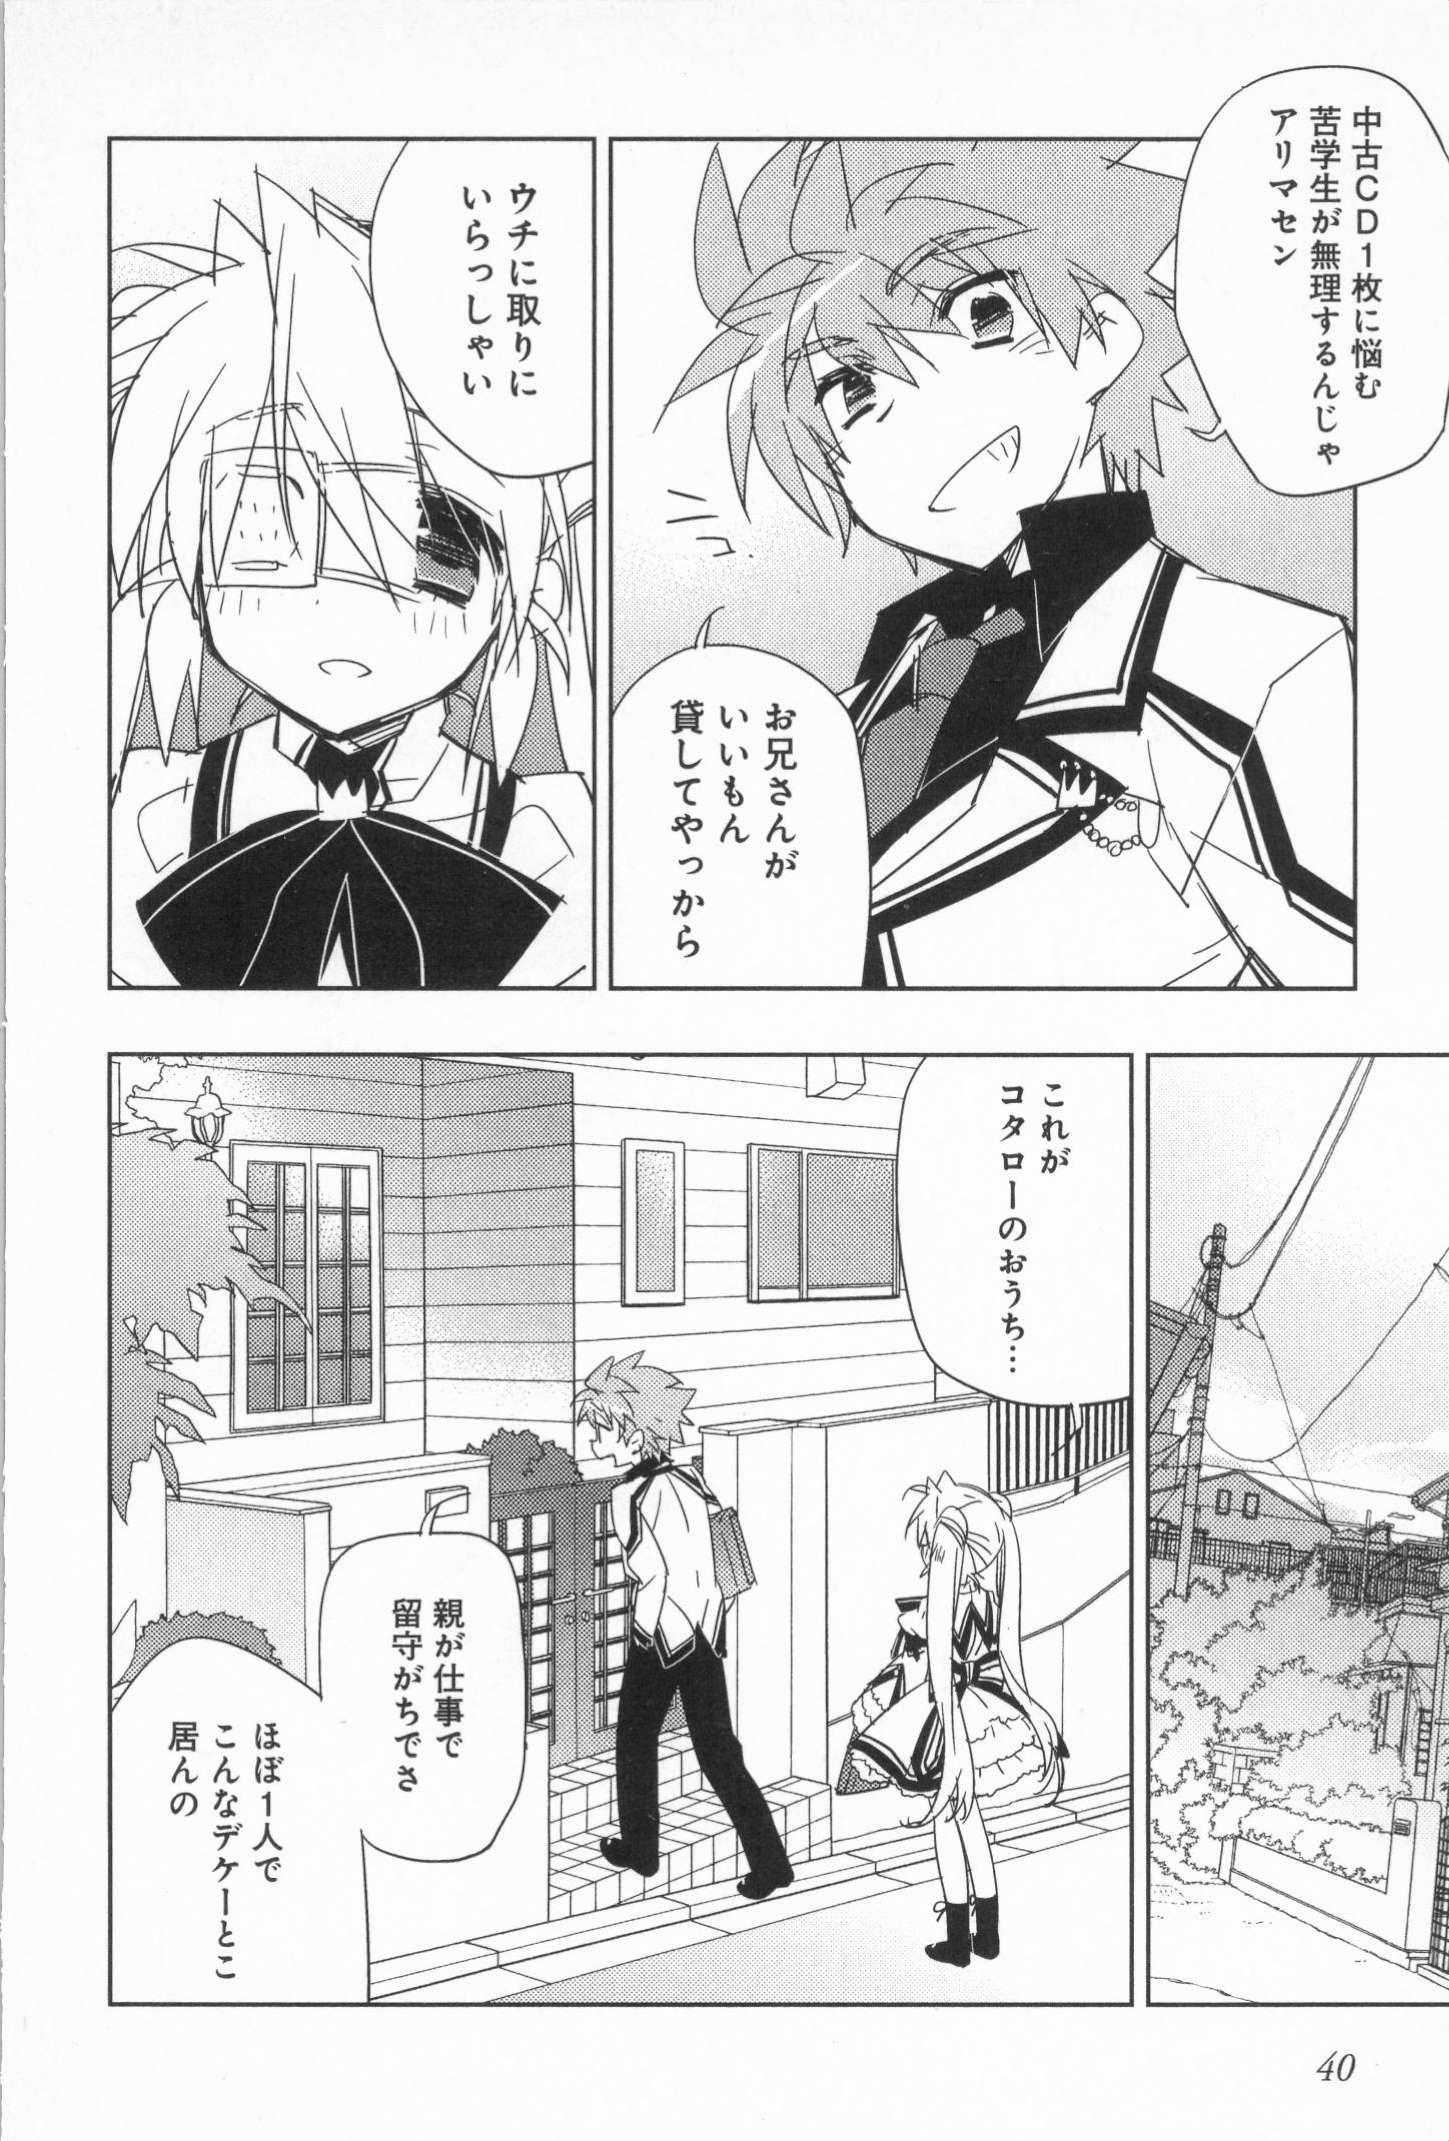 中古CD1枚に悩む
苦学生が無理するんじゃ
アリマセン
お兄さんが
いいもん
貸してやっから
ウチに取りに
いらっしゃい
これが
コタローのおうち…
親が仕事で
留守がちでさ
ほぼ1人で
こんなデケーとこ
居んの
40